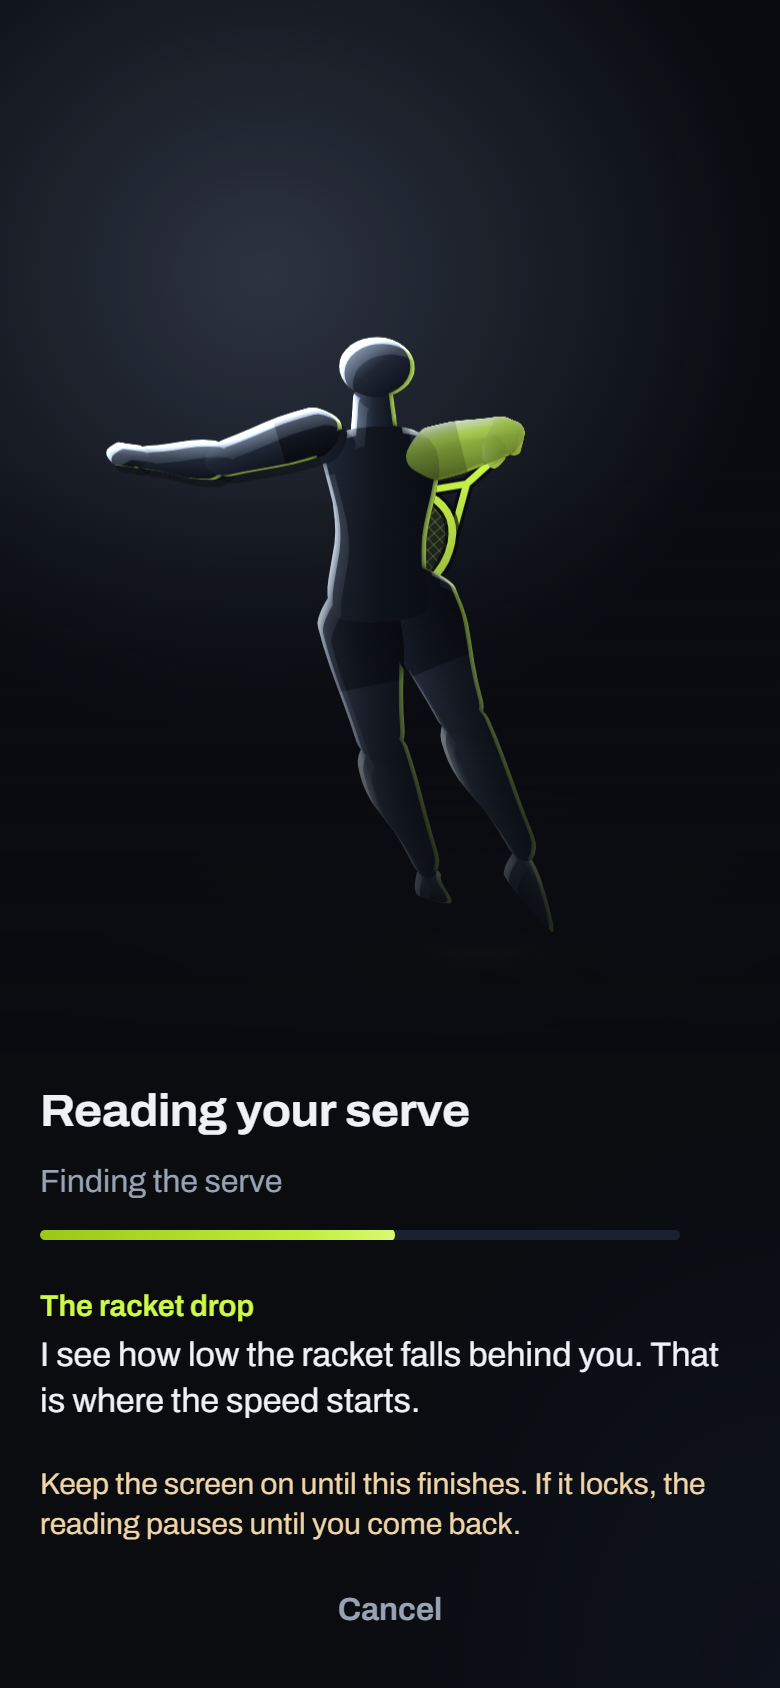 Reading your serve
Finding the serve
The racket drop
I see how low the racket falls behind you. That
is where the speed starts.
Keep the screen on until this finishes. If it locks, the
reading pauses until you come back.
Cancel